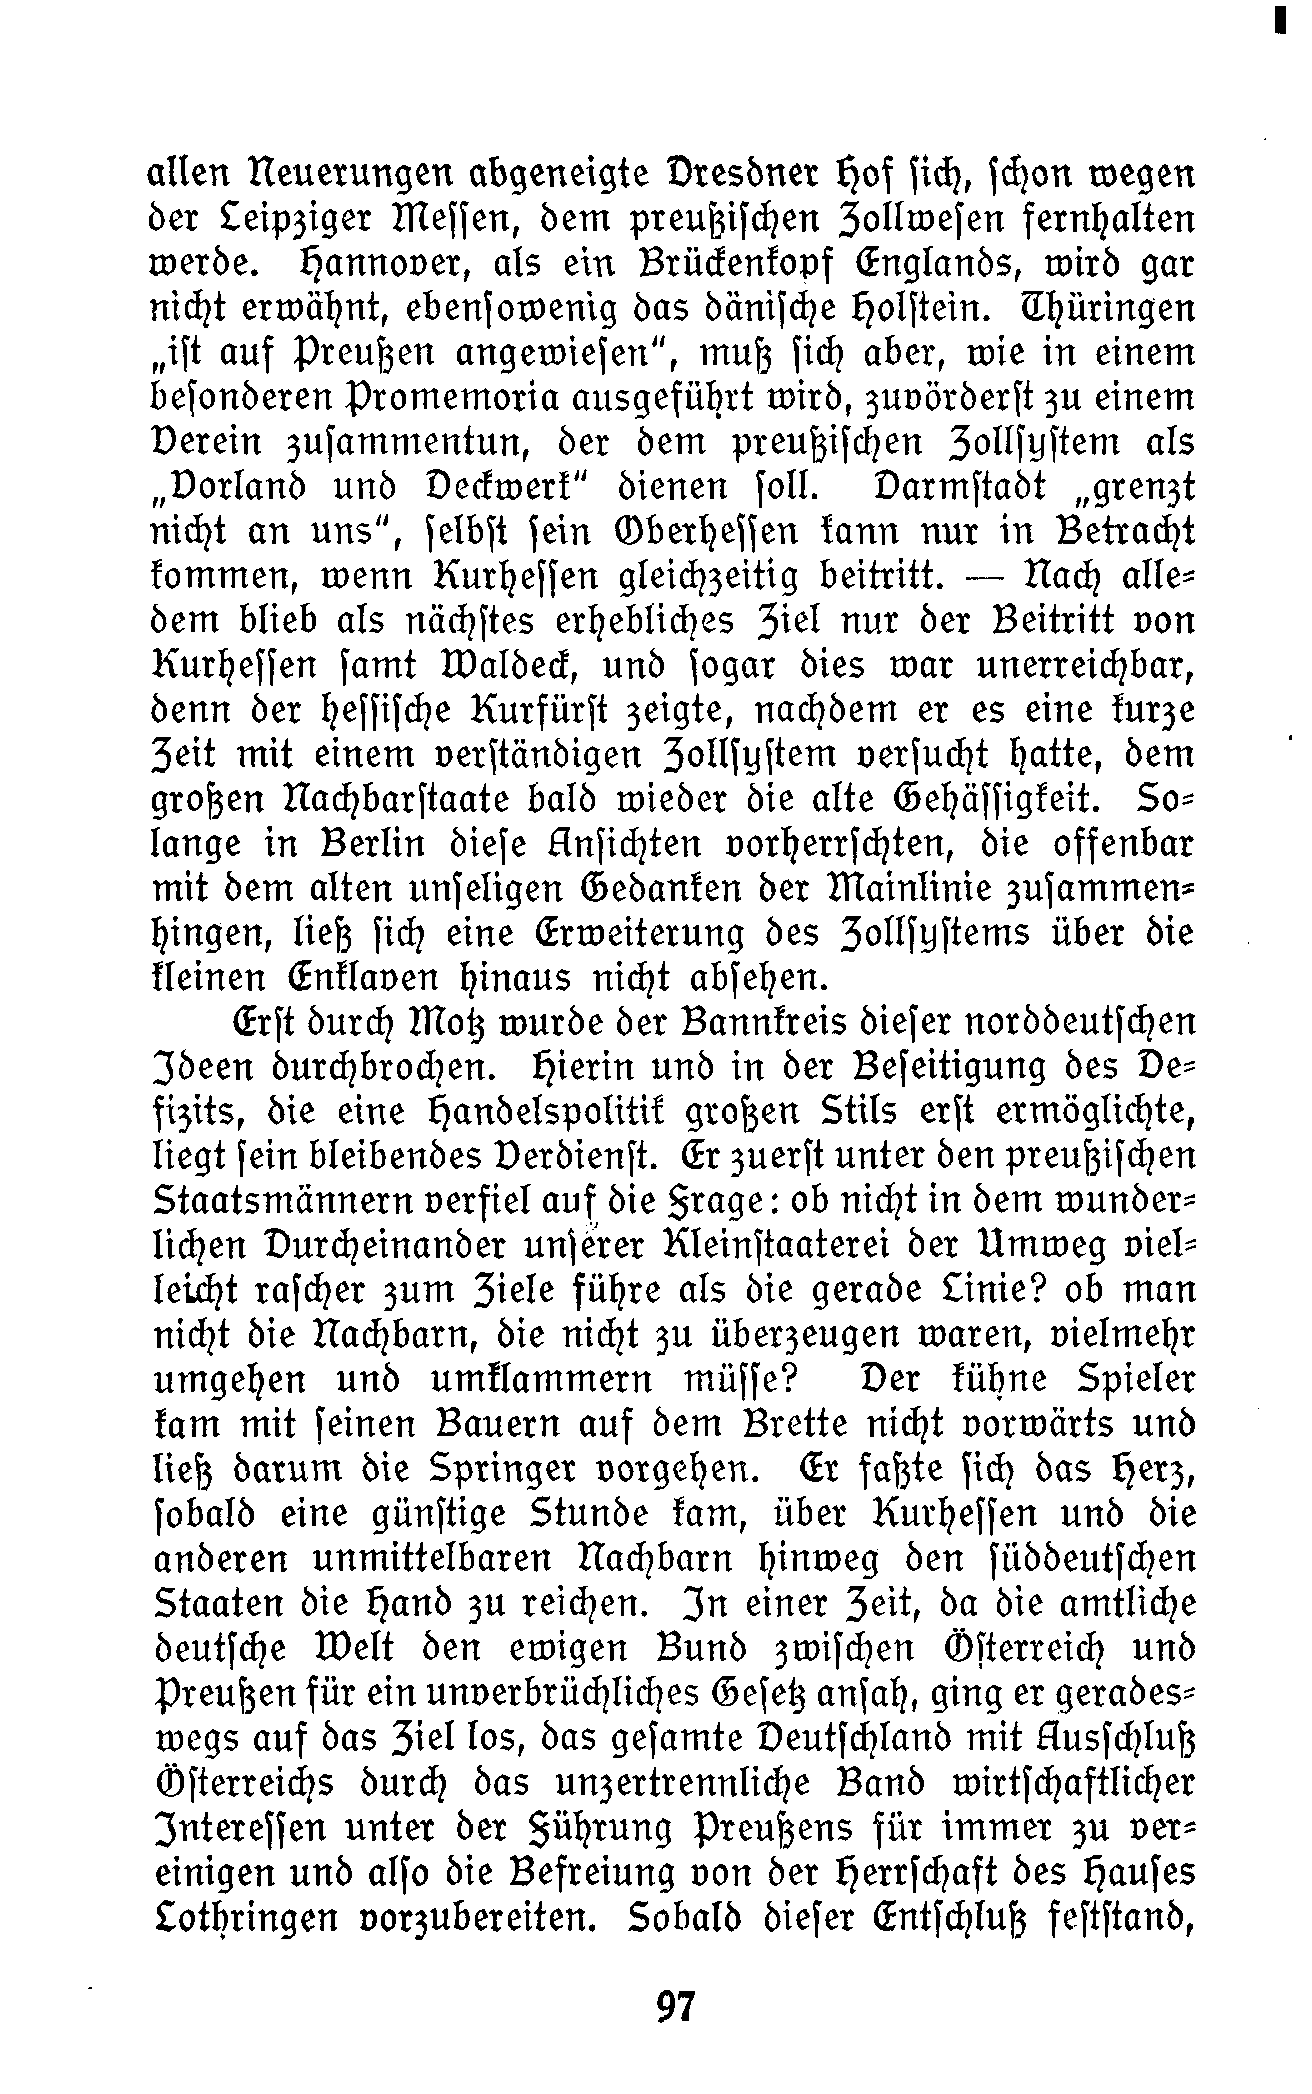 allen Neuerungen abgeneigte Dresdner Hof ſich, ſchon wegen
der Leipziger Meſſen, dem preußiſchen Zollweſen fernhalten
werde. Hannover, als ein Brückenkopf Englands, wird gar
nicht erwähnt, ebenſowenig das däniſche Holſtein. Thüringen
„iſt auf Preußen angewieſen“, muß ſich aber, wie in einem
beſonderen Promemoria ausgeführt wird, zuvörderſt zu einem
Verein zuſammentun, der dem preußiſchen Zollſyſtem als
„Vorland und Deckwerk“ dienen ſoll. Darmſtadt „grenzt
nicht an uns“, ſelbſt ſein Oberheſſen kann nur in Betracht
kommen, wenn Kurheſſen gleichzeitig beitritt. — Nach alle-
dem blieb als nächſtes erhebliches Ziel nur der Beitritt von
Kurheſſen ſamt Waldeck, und ſogar dies war unerreichbar,
denn der heſſiſche Kurfürſt zeigte, nachdem er es eine kurze
Zeit mit einem verſtändigen Zollſyſtem verſucht hatte, dem
großen Nachbarſtaate bald wieder die alte Gehäſſigkeit. So-
lange in Berlin dieſe Anſichten vorherrſchten, die offenbar
mit dem alten unſeligen Gedanken der Mainlinie zuſammen-
hingen, ließ ſich eine Erweiterung des Zollſyſtems über die
kleinen Enklaven hinaus nicht abſehen.
Erſt durch Motz wurde der Bannkreis dieſer norddeutſchen
Ideen durchbrochen. Hierin und in der Beſeitigung des De-
fizits, die eine Handelspolitik großen Stils erſt ermöglichte,
liegt ſein bleibendes Verdienſt. Er zuerſt unter den preußiſchen
Staatsmännern verfiel auf die Frage: ob nicht in dem wunder-
lichen Durcheinander unſerer Kleinſtaaterei der Umweg viel-
leicht raſcher zum Ziele führe als die gerade Linie? ob man
nicht die Nachbarn, die nicht zu überzeugen waren, vielmehr
umgehen und umklammern müſſe? Der kühne Spieler
kam mit ſeinen Bauern auf dem Brette nicht vorwärts und
ließ darum die Springer vorgehen. Er faßte ſich das Herz,
ſobald eine günſtige Stunde kam, über Kurheſſen und die
anderen unmittelbaren Nachbarn hinweg den ſüddeutſchen
Staaten die Hand zu reichen. In einer Zeit, da die amtliche
deutſche Welt den ewigen Bund zwiſchen Öſterreich und
Preußen für ein unverbrüchliches Geſetz anſah, ging er gerades-
wegs auf das Ziel los, das geſamte Deutſchland mit Ausſchluß
Öſterreichs durch das unzertrennliche Band wirtſchaftlicher
Intereſſen unter der Führung Preußens für immer zu ver-
einigen und alſo die Befreiung von der Herrſchaft des Hauſes
Lothringen vorzubereiten. Sobald dieſer Entſchluß feſtſtand,
97